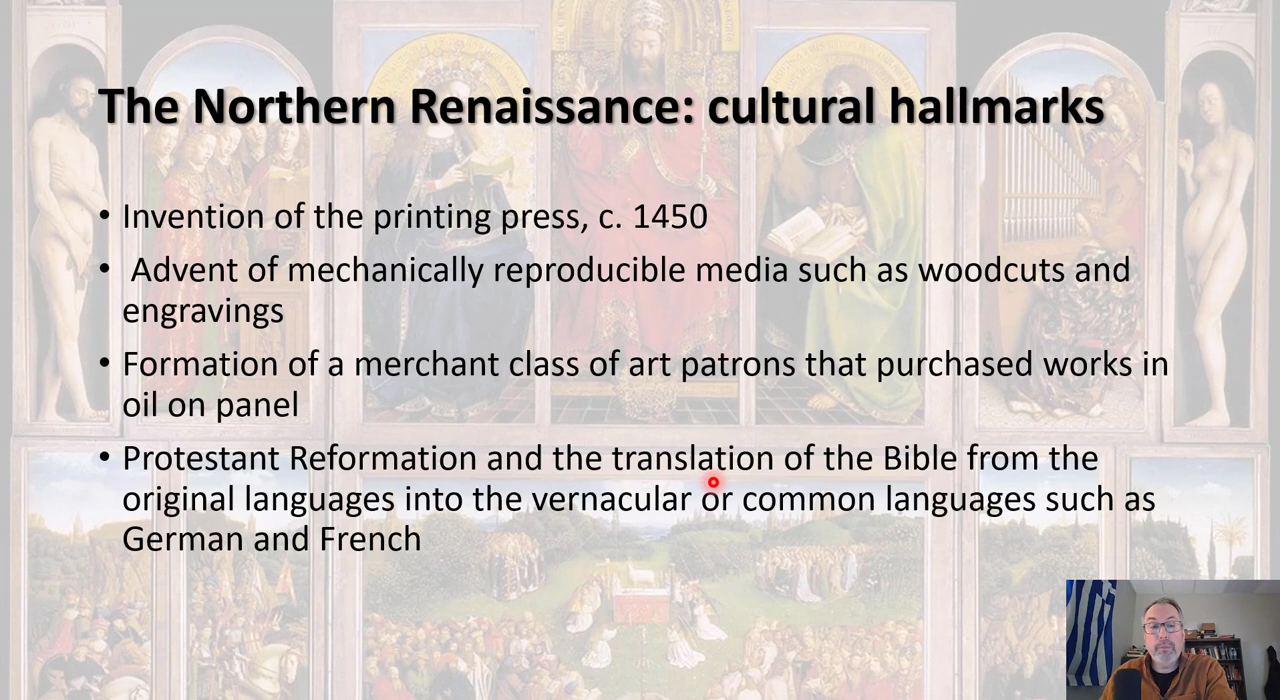 The Northern Renaissance: cultural hallmarks
• Invention of the printing press, c. 1450
• Advent of mechanically reproducible media such as woodcuts and
engravings
• Formation of a merchant class of art patrons that purchased works in
oil on panel
• Protestant Reformation and the translation of the Bible from the
original languages into the vernacular or common languages such as
German and French